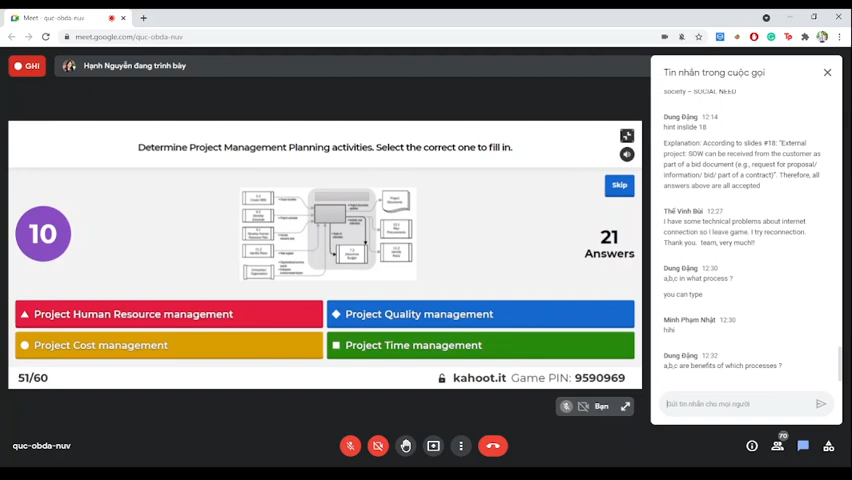 Meet - quc-obda-nuv
meet.google.com/quc-obda-nuv
GHI
Hạnh Nguyễn đang trình bày
Determine Project Management Planning activities. Select the correct one to fill in.
Skip
10
21
Answers
Project Human Resource management
Project Quality management
Project Cost management
Project Time management
51/60
kahoot.it Game PIN: 9590969
Bạn
quc-obda-nuv
Tin nhắn trong cuộc gọi
society – SOCIAL NEED
Dung Đặng 12:14
hint inslide 18
Explanation: According to slides #18: "External
project: SOW can be received from the customer as
part of a bid document (e.g., request for proposal/
information/ bid/ part of a contract)". Therefore, all
answers above are all accepted
Thế Vinh Bùi 12:27
I have some technical problems about internet
connection so I leave game. I try reconnection.
Thank you. team, very much!!
Dung Đặng 12:30
a,b,c in what process ?
you can type
Minh Phạm Nhật 12:30
hihi
Dung Đặng 12:32
a,b,c are benefits of which processes ?
Gửi tin nhắn cho mọi người
70